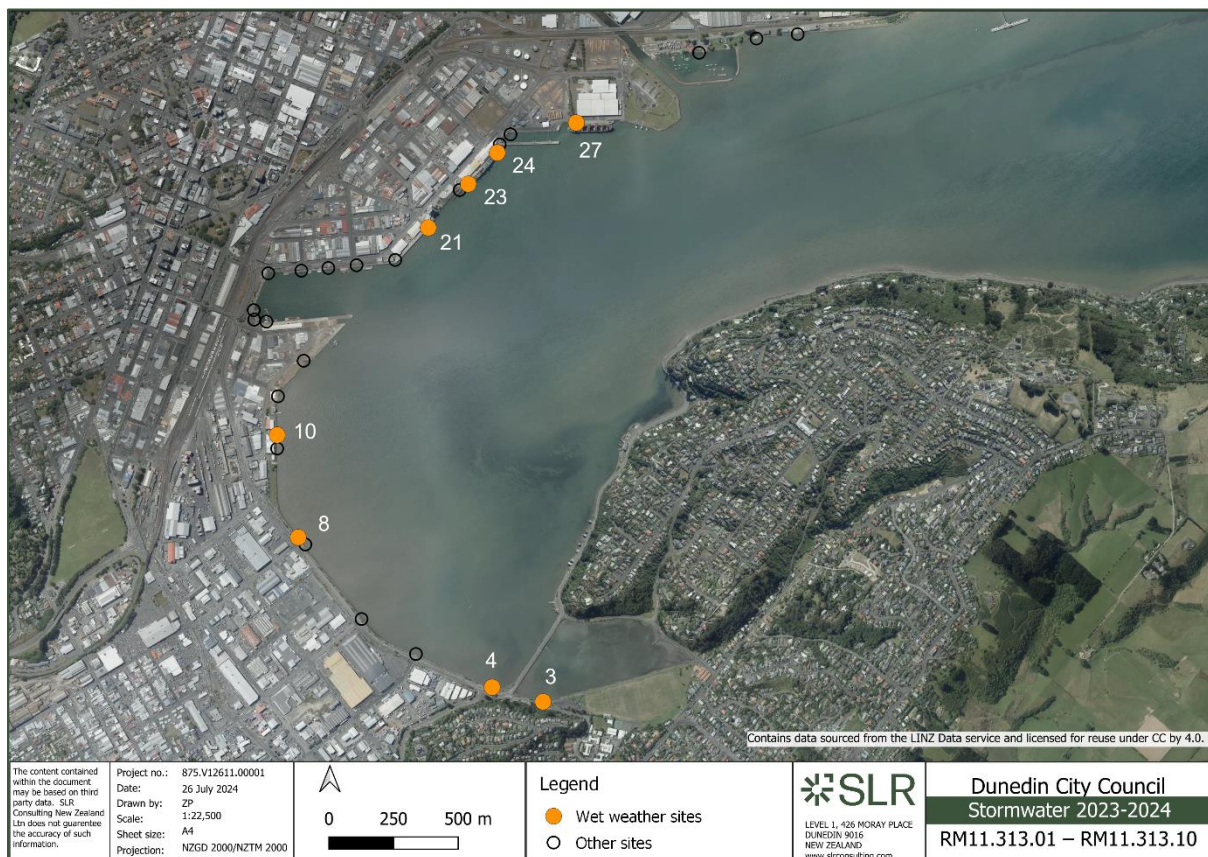 27
24
23
21
10
8
4
3
Contains data sourced from the LINZ Data service and licensed for reuse under CC by 4.0.
The content contained
within the document
may be based on third
party data. SLR
Consulting New Zealand
Ltn does not guarentee
the accuracy of such
information.
Project no.: 875.V12611.00001
Date: 26 July 2024
Drawn by: ZP
Scale: 1:22,500
Sheet size: A4
Projection: NZGD 2000/NZTM 2000
0 250 500 m
Legend
Wet weather sites
Other sites
SLR
LEVEL 1, 426 MORAY PLACE
DUNEDIN 9016
NEW ZEALAND
www.slrconsulting.com
Dunedin City Council
Stormwater 2023-2024
RM11.313.01 – RM11.313.10